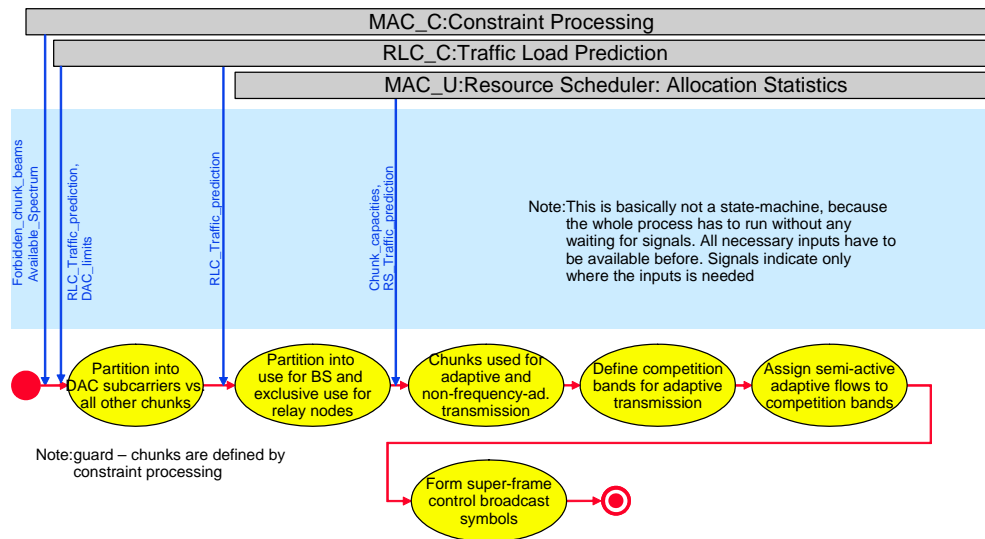 MAC_C:Constraint Processing
RLC_C:Traffic Load Prediction
MAC_U:Resource Scheduler: Allocation Statistics
Forbidden_chunk_beams
Available_Spectrum
RLC_Traffic_prediction,
DAC_limits
RLC_Traffic_prediction
Chunk_capacities,
RS_Traffic_prediction
Note:This is basically not a state-machine, because
the whole process has to run without any
waiting for signals. All necessary inputs have to
be available before. Signals indicate only
where the inputs is needed
Partition into
DAC subcarriers vs.
all other chunks
Partition into
use for BS and
exclusive use for
relay nodes
Chunks used for
adaptive and
non-frequency-ad.
transmission
Define competition
bands for adaptive
transmission
Assign semi-active
adaptive flows to
competition bands
Note:guard – chunks are defined by
constraint processing
Form super-frame
control broadcast
symbols